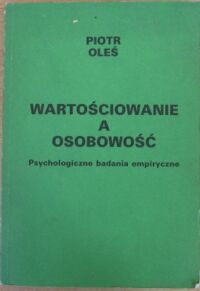 PIOTR
OLEŚ
WARTOŚCIOWANIE
A
OSOBOWOŚĆ
Psychologiczne badania empiryczne